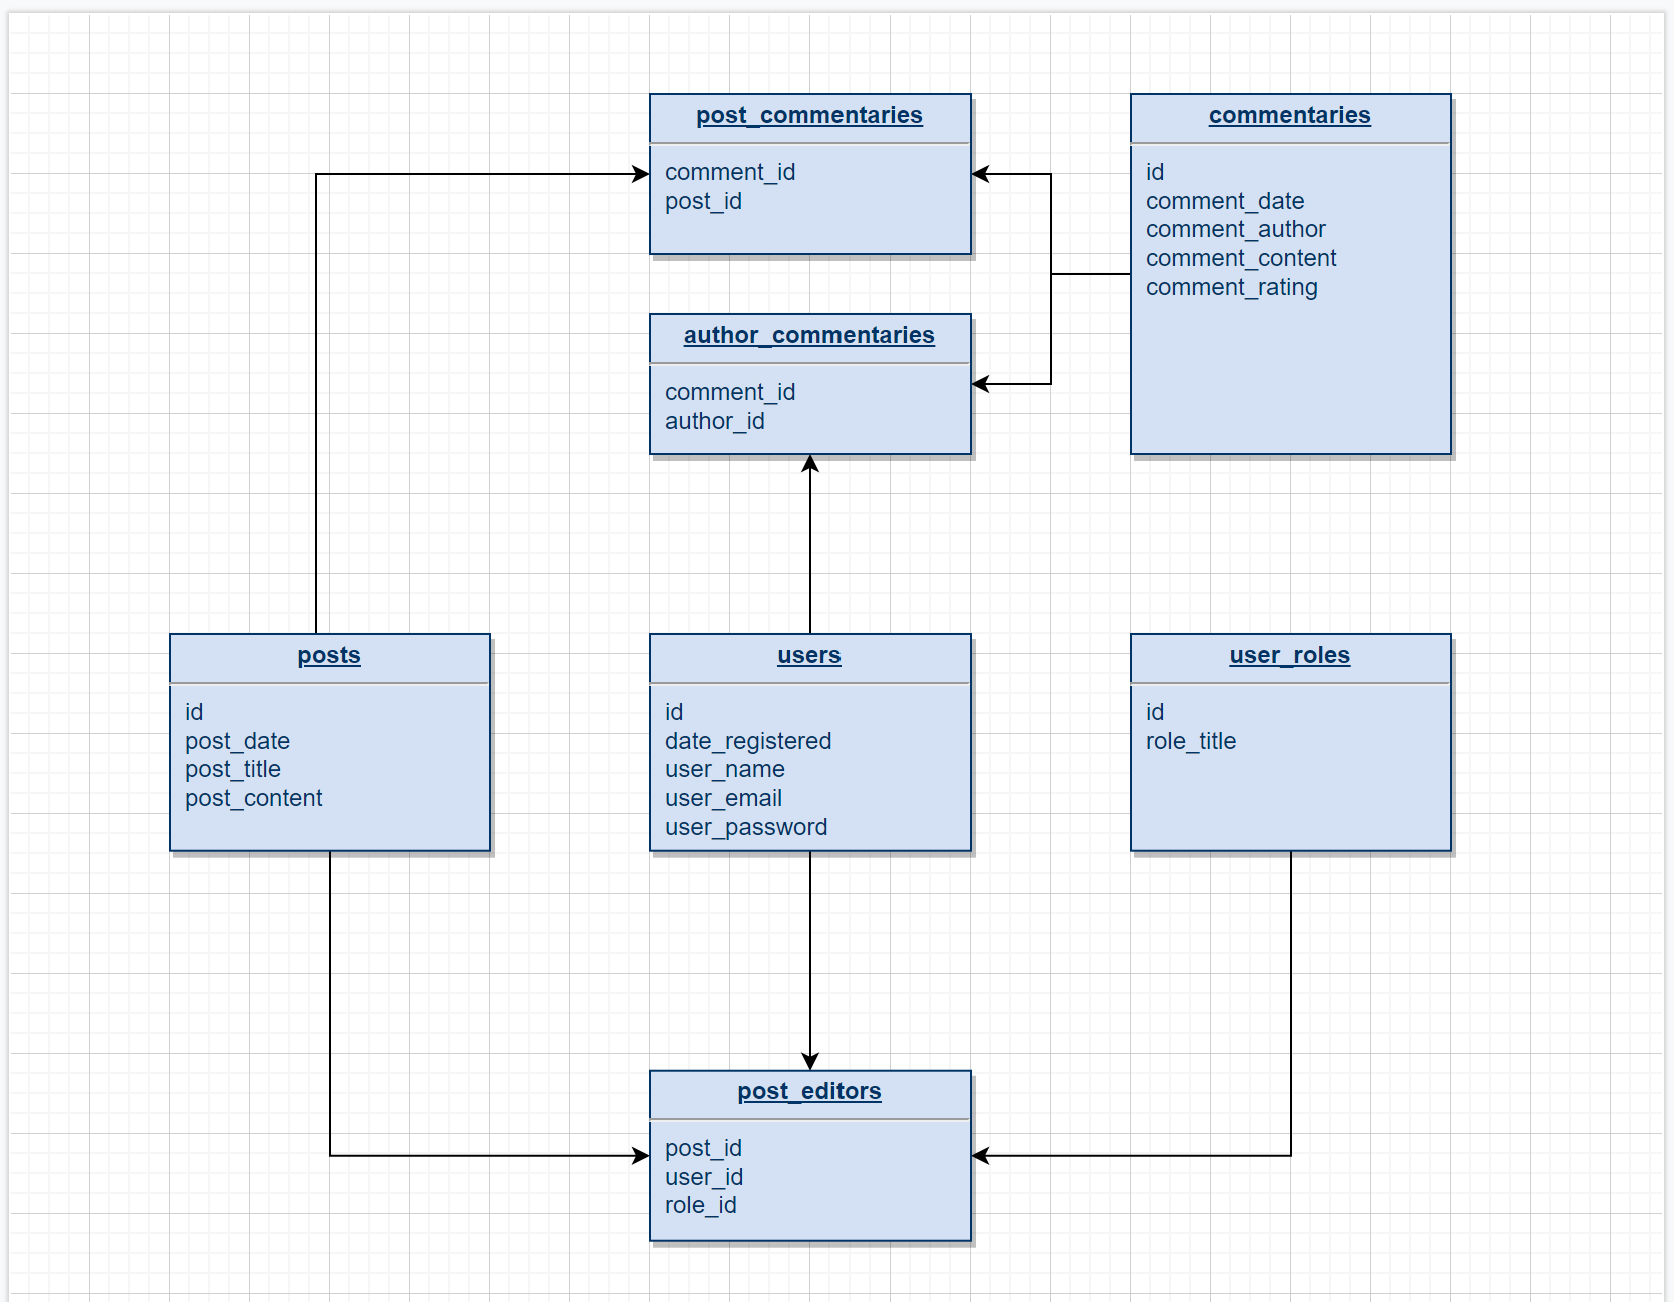 post_commentaries
comment_id
post_id
commentaries
id
comment_date
comment_author
comment_content
comment_rating
author_commentaries
comment_id
author_id
posts
id
post_date
post_title
post_content
users
id
date_registered
user_name
user_email
user_password
user_roles
id
role_title
post_editors
post_id
user_id
role_id